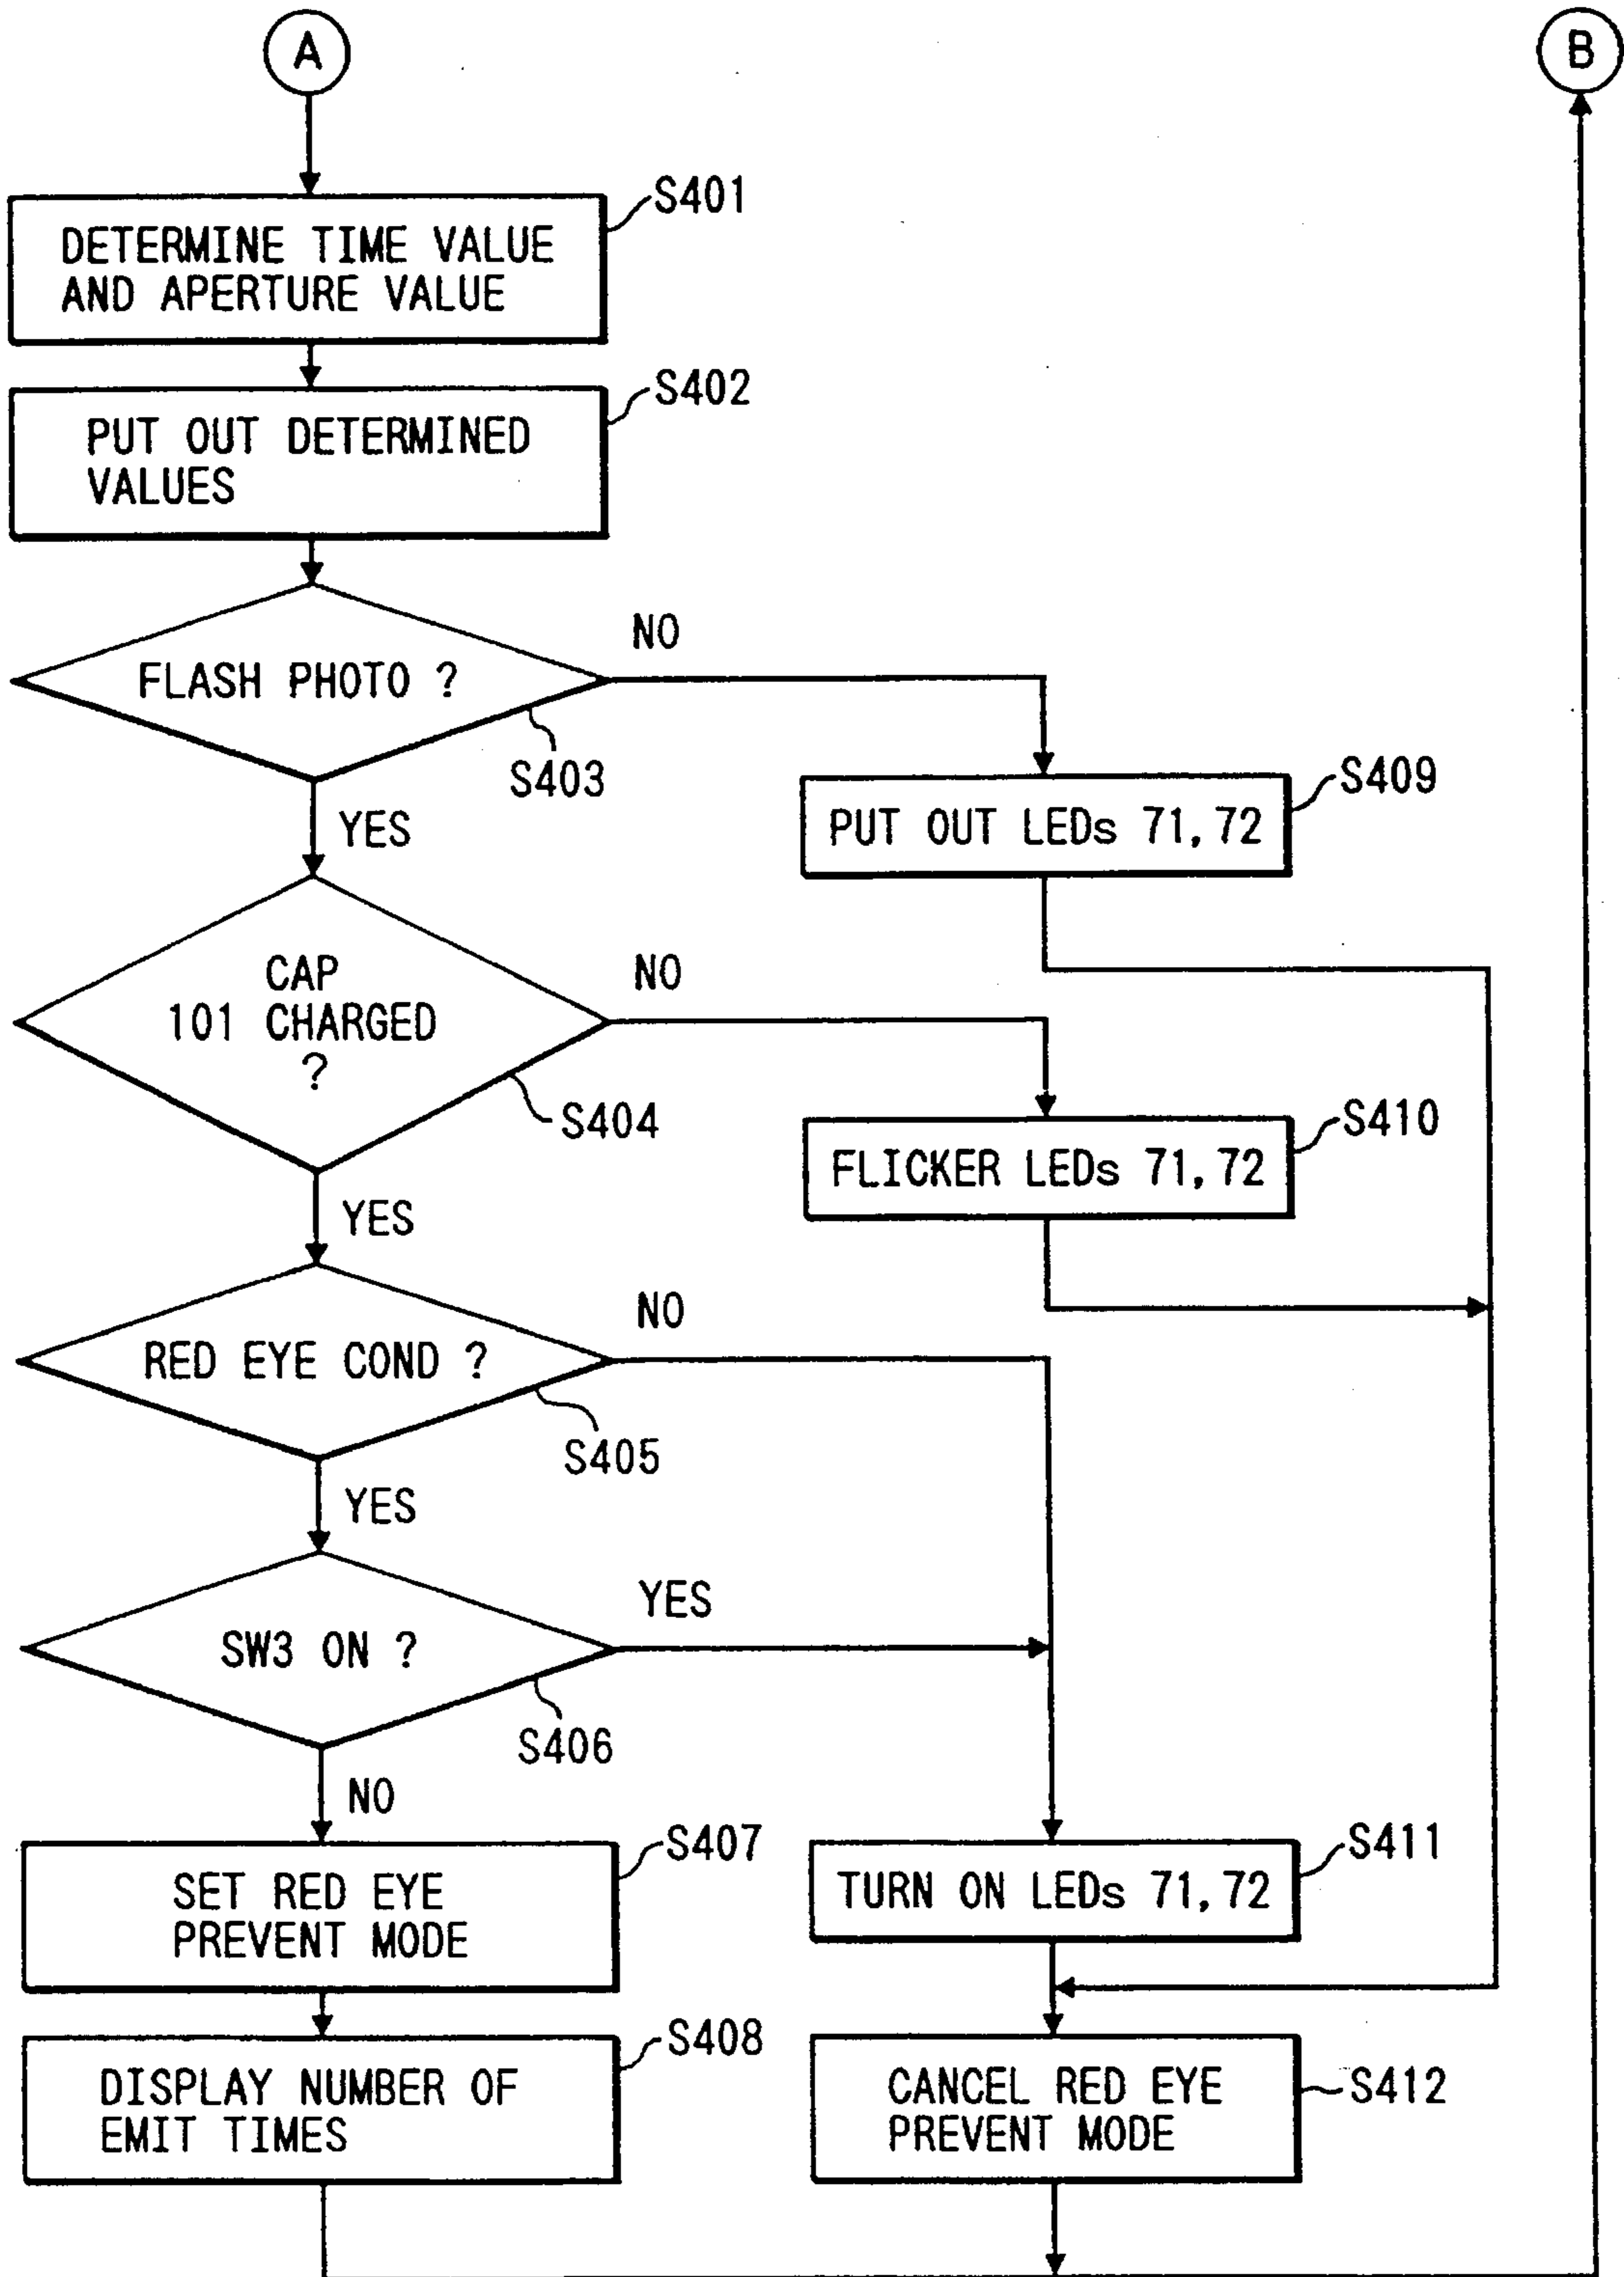 A
B
S401
DETERMINE TIME VALUE
AND APERTURE VALUE
S402
PUT OUT DETERMINED
VALUES
NO
FLASH PHOTO ?
S403
YES
S409
PUT OUT LEDs 71, 72
CAP
101 CHARGED
?
NO
S404
YES
S410
FLICKER LEDs 71, 72
NO
RED EYE COND ?
S405
YES
YES
SW3 ON ?
S406
NO
S407
SET RED EYE
PREVENT MODE
S411
TURN ON LEDs 71, 72
S408
DISPLAY NUMBER OF
EMIT TIMES
CANCEL RED EYE
PREVENT MODE
S412